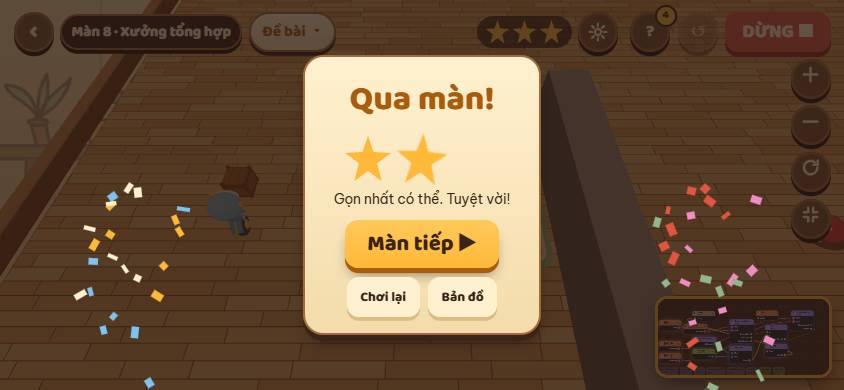 Màn 8 · Xưởng tổng hợp
Đề bài
?
4
DỪNG
Qua màn!
Gọn nhất có thể. Tuyệt vời!
Màn tiếp
Chơi lại
Bản đồ